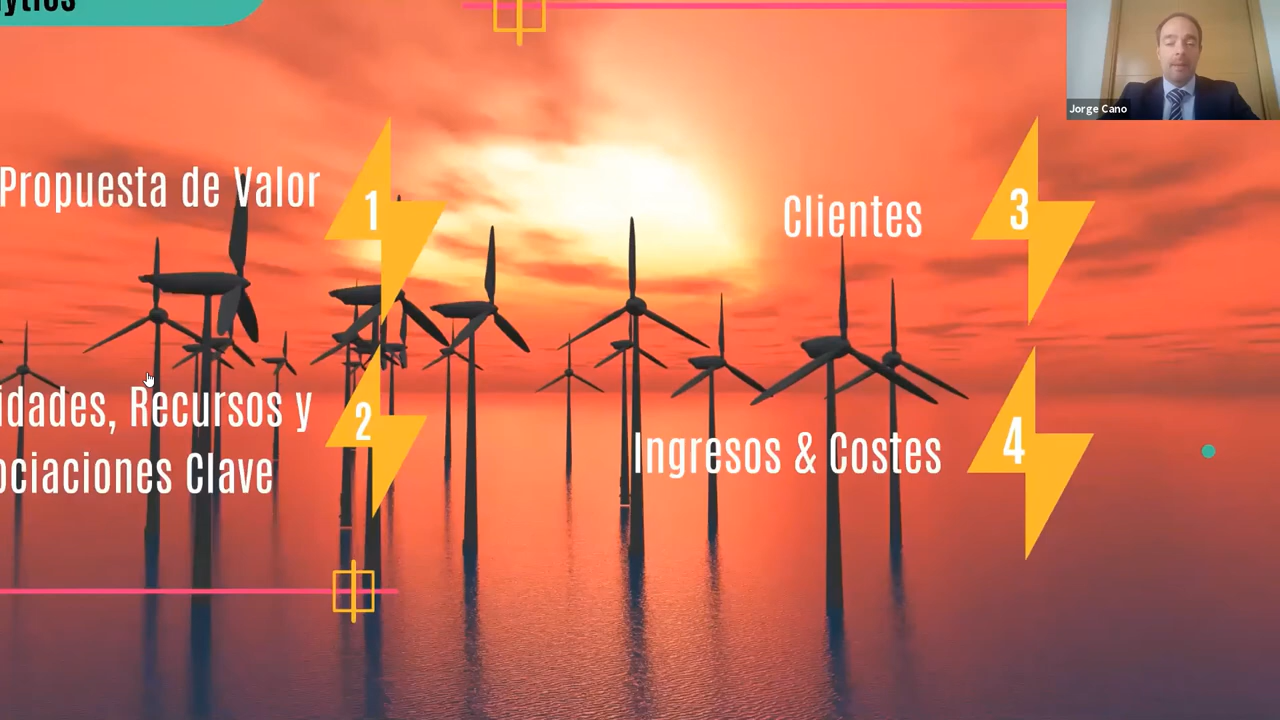 Jorge Cano
Propuesta de Valor
1
Clientes
3
idades, Recursos y
ociaciones Clave
2
Ingresos & Costes
4